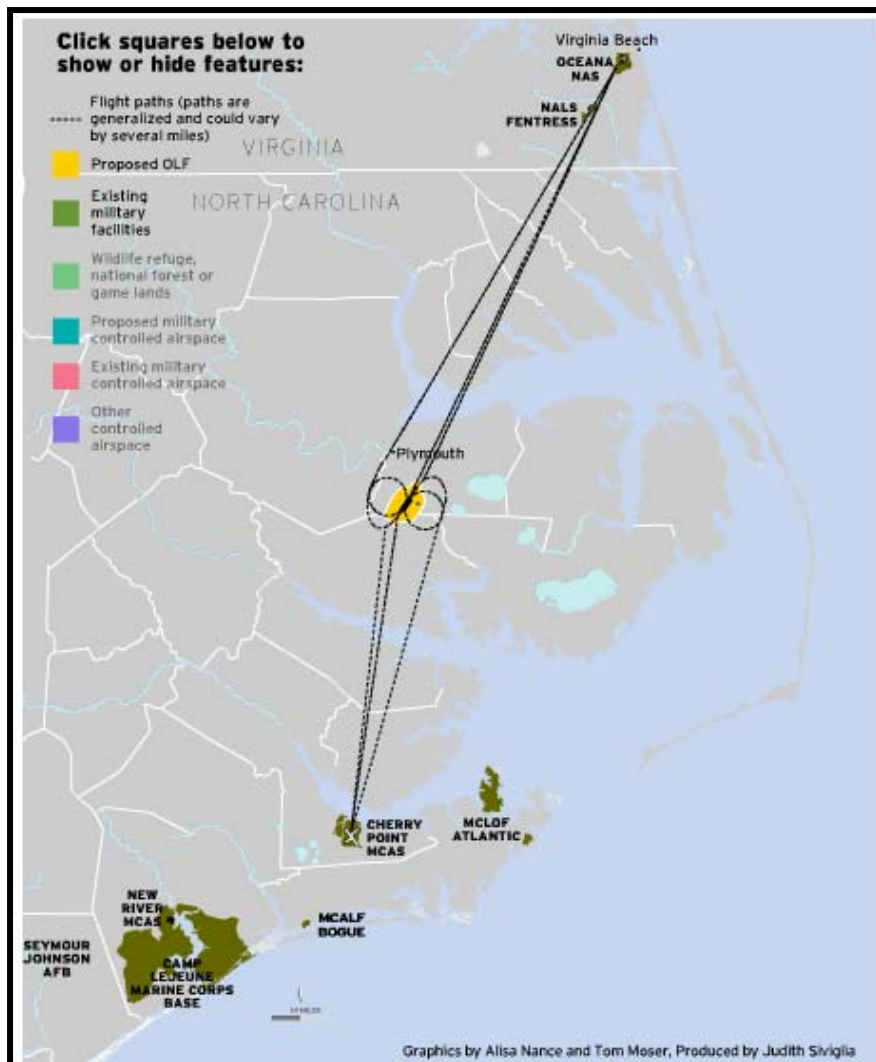 Click squares below to
show or hide features:
Flight paths (paths are
generalized and could vary
by several miles)
Proposed OLF
Existing
military
facilities
Wildlife refuge,
national forest or
game lands
Proposed military
controlled airspace
Existing military
controlled airspace
Other
controlled
airspace
Virginia Beach
OCEANA
NAS
NALS
FENTRESS
VIRGINIA
NORTH CAROLINA
Plymouth
CHERRY
POINT
MCAS
MCLOF
ATLANTIC
NEW
RIVER
MCAS
MCALF
BOGUE
SEYMOUR
JOHNSON
AFB
CAMP
LEJEUNE
MARINE CORPS
BASE
10 MILES
Graphics by Alisa Nance and Tom Moser, Produced by Judith Siviglia